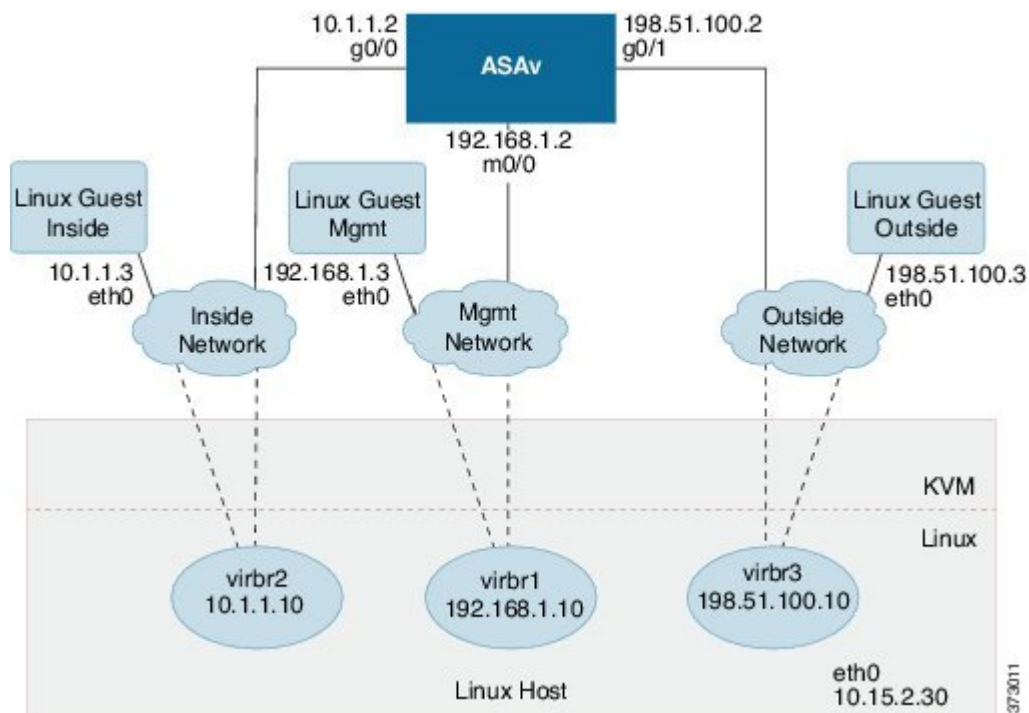 10.1.1.2
g0/0
ASAv
198.51.100.2
g0/1
192.168.1.2
m0/0
Linux Guest
Inside
Linux Guest
Mgmt
Linux Guest
Outside
10.1.1.3
eth0
192.168.1.3
eth0
198.51.100.3
eth0
Inside
Network
Mgmt
Network
Outside
Network
KVM
Linux
virbr2
10.1.1.10
virbr1
192.168.1.10
virbr3
198.51.100.10
Linux Host
eth0
10.15.2.30
373011